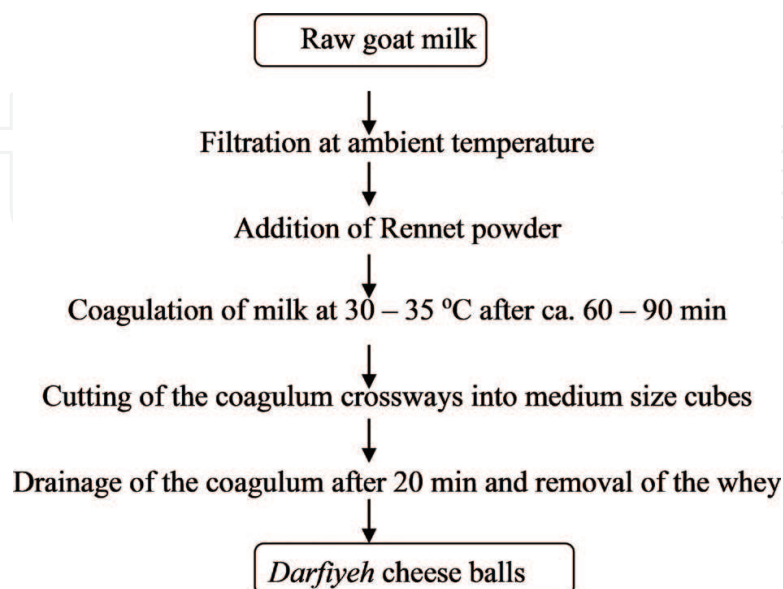 Raw goat milk
Filtration at ambient temperature
Addition of Rennet powder
Coagulation of milk at 30 – 35 ºC after ca. 60 – 90 min
Cutting of the coagulum crossways into medium size cubes
Drainage of the coagulum after 20 min and removal of the whey
Darfiyeh cheese balls